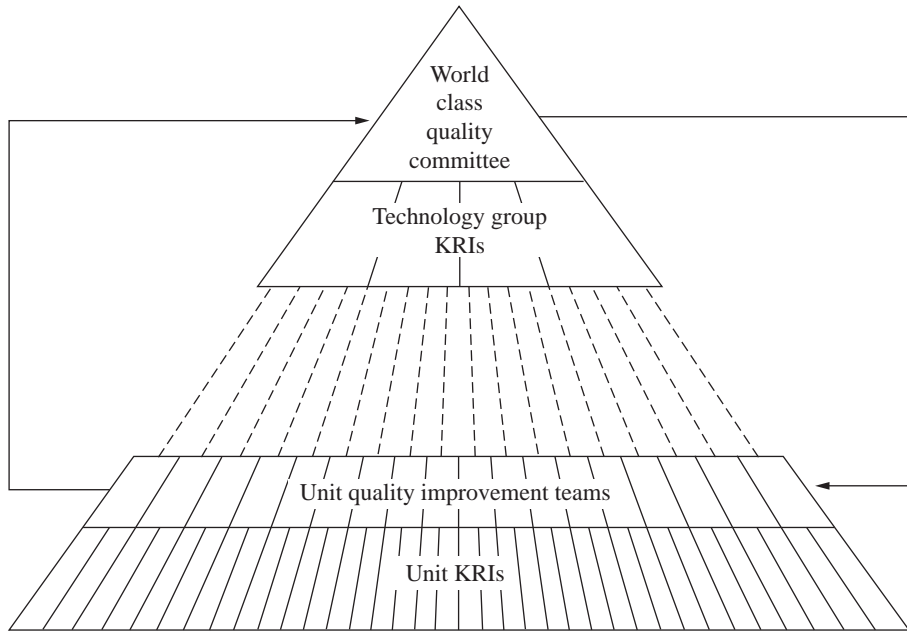 World
class
quality
committee
Technology group
KRIs
Unit quality improvement teams
Unit KRIs